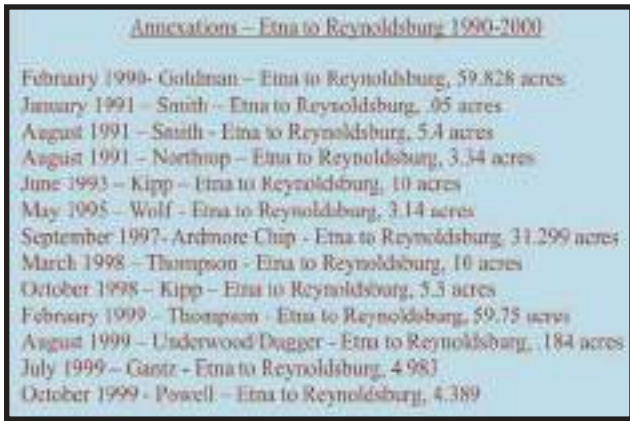 Annexations – Etna to Reynoldsburg 1990-2000
February 1990- Goldman – Etna to Reynoldsburg, 59.828 acres
January 1991 – Smith – Etna to Reynoldsburg, .05 acres
August 1991 – Smith - Etna to Reynoldsburg, 5.4 acres
August 1991 – Northrop – Etna to Reynoldsburg, 3.34 acres
June 1993 – Kipp – Etna to Reynoldsburg, 10 acres
May 1995 – Wolf - Etna to Reynoldsburg, 3.14 acres
September 1997- Ardmore Chip - Etna to Reynoldsburg, 31.299 acres
March 1998 – Thompson - Etna to Reynoldsburg, 10 acres
October 1998 – Kipp – Etna to Reynoldsburg, 5.3 acres
February 1999 – Thompson - Etna to Reynoldsburg, 59.75 acres
August 1999 – Underwood/Dugger - Etna to Reynoldsburg, .184 acres
July 1999 – Gantz - Etna to Reynoldsburg, 4.983
October 1999 - Powell – Etna to Reynoldsburg, 4.389